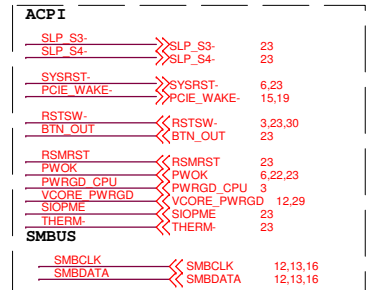 ACPI
SLP_S3- SLP_S3- 23
SLP_S4- SLP_S4- 23
SYSRST- SYSRST- 6,23
PCIE_WAKE- PCIE_WAKE- 15,19
RSTSW- RSTSW- 3,23,30
BTN_OUT BTN_OUT 23
RSMRST RSMRST 23
PWOK PWOK 6,22,23
PWRGD_CPU PWRGD_CPU 3
VCORE_PWRGD VCORE_PWRGD 12,29
SIOPME SIOPME 23
THERM- THERM- 23
SMBUS
SMBCLK SMBCLK 12,13,16
SMBDATA SMBDATA 12,13,16